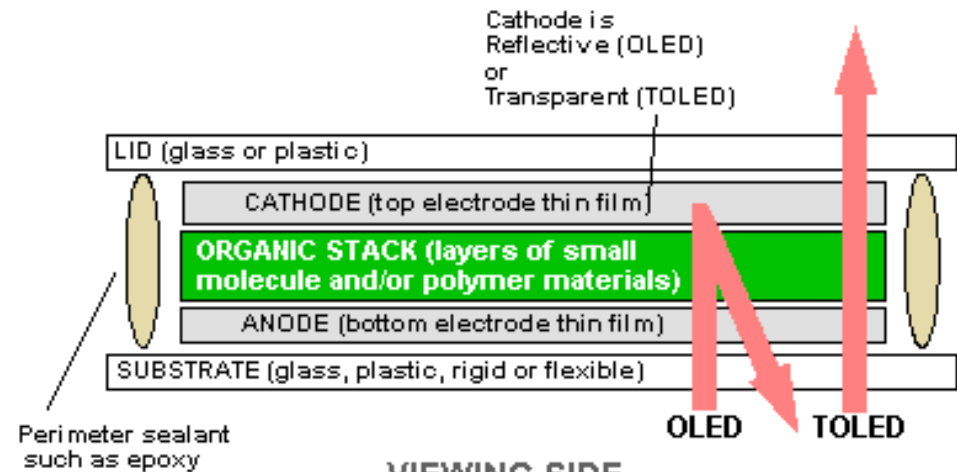 Cathode is
Reflective (OLED)
or
Transparent (TOLED)
LID (glass or plastic)
CATHODE (top electrode thin film)
ORGANIC STACK (layers of small
molecule and/or polymer materials)
ANODE (bottom electrode thin film)
SUBSTRATE (glass, plastic, rigid or flexible)
OLED
TOLED
Perimeter sealant
such as epoxy
VIEWING SIDE